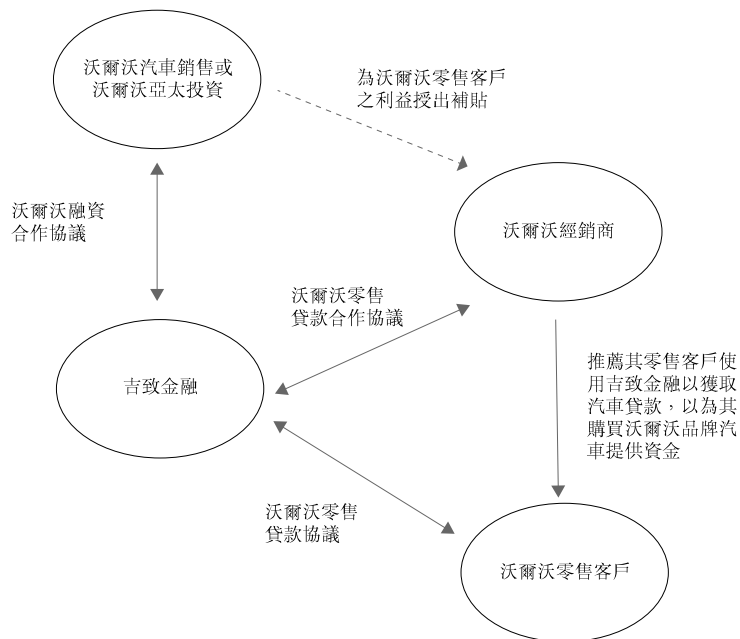 沃爾沃汽車銷售或
沃爾沃亞太投資
為沃爾沃零售客戶
之利益授出補貼
沃爾沃融資
合作協議
沃爾沃經銷商
沃爾沃零售
貸款合作協議
吉致金融
推薦其零售客戶使
用吉致金融以獲取
汽車貸款，以為其
購買沃爾沃品牌汽
車提供資金
沃爾沃零售
貸款協議
沃爾沃零售客戶